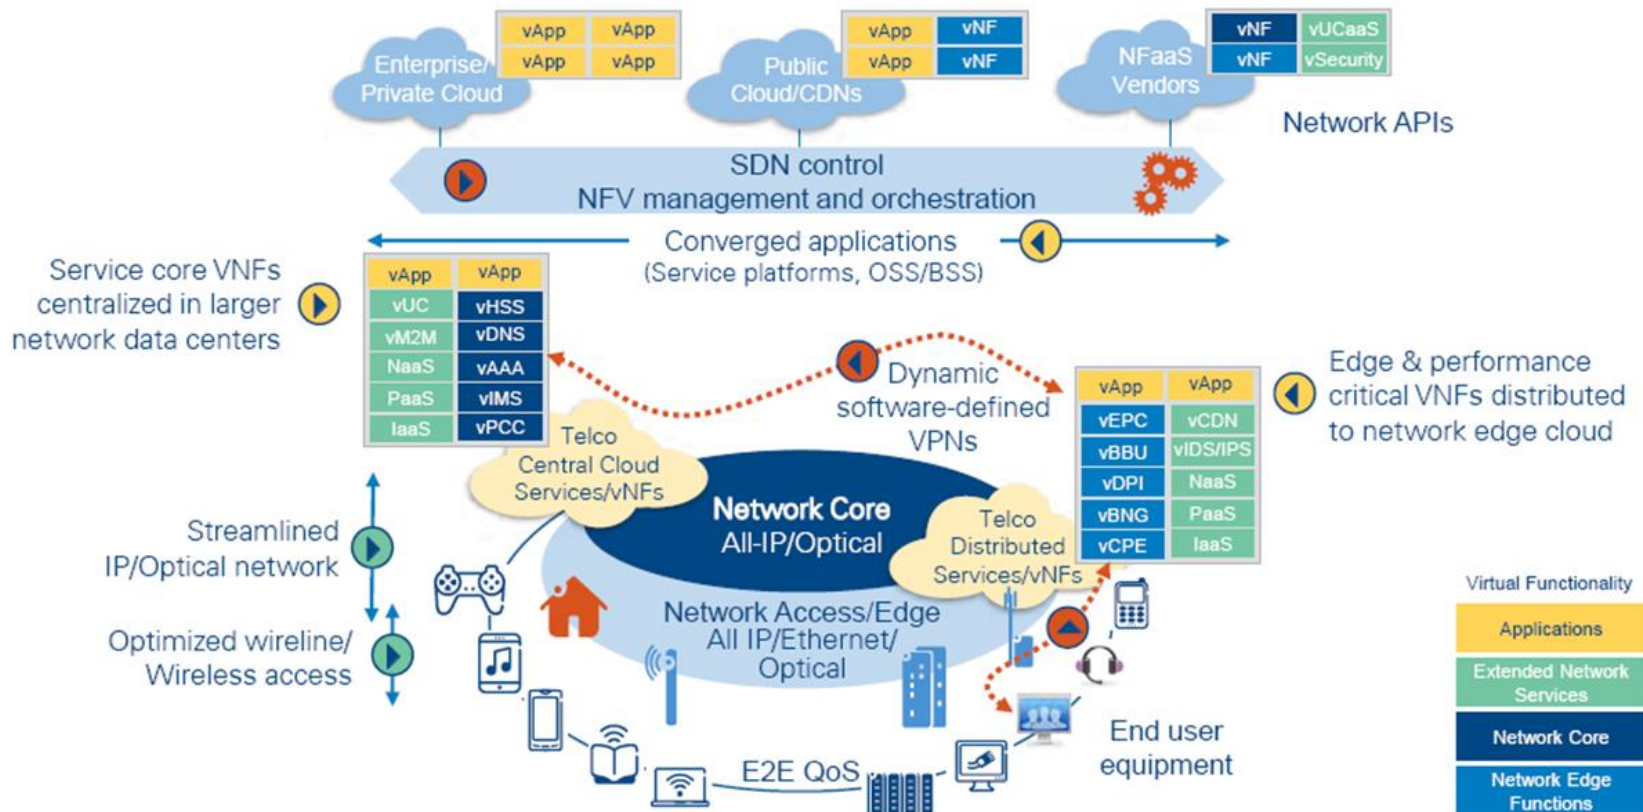 vApp vApp
vApp vApp
Enterprise/
Private Cloud
vApp vNF
vApp vNF
Public
Cloud/CDNs
vNF vUCaaS
vNF vSecurity
NFaaS
Vendors
Network APIs
SDN control
NFV management and orchestration
Converged applications
(Service platforms, OSS/BSS)
Service core VNFs
centralized in larger
network data centers
vApp vApp
vUC vHSS
vM2M vDNS
NaaS vAAA
PaaS vIMS
IaaS vPCC
Dynamic
software-defined
VPNs
vApp vApp
vEPC vCDN
vBBU vIDS/IPS
vDPI NaaS
vBNG PaaS
vCPE IaaS
Edge & performance
critical VNFs distributed
to network edge cloud
Telco
Central Cloud
Services/vNFs
Network Core
All-IP/Optical
Telco
Distributed
Services/vNFs
Streamlined
IP/Optical network
Network Access/Edge
All IP/Ethernet/
Optical
Optimized wireline/
Wireless access
E2E QoS
End user
equipment
Virtual Functionality
Applications
Extended Network
Services
Network Core
Network Edge
Functions